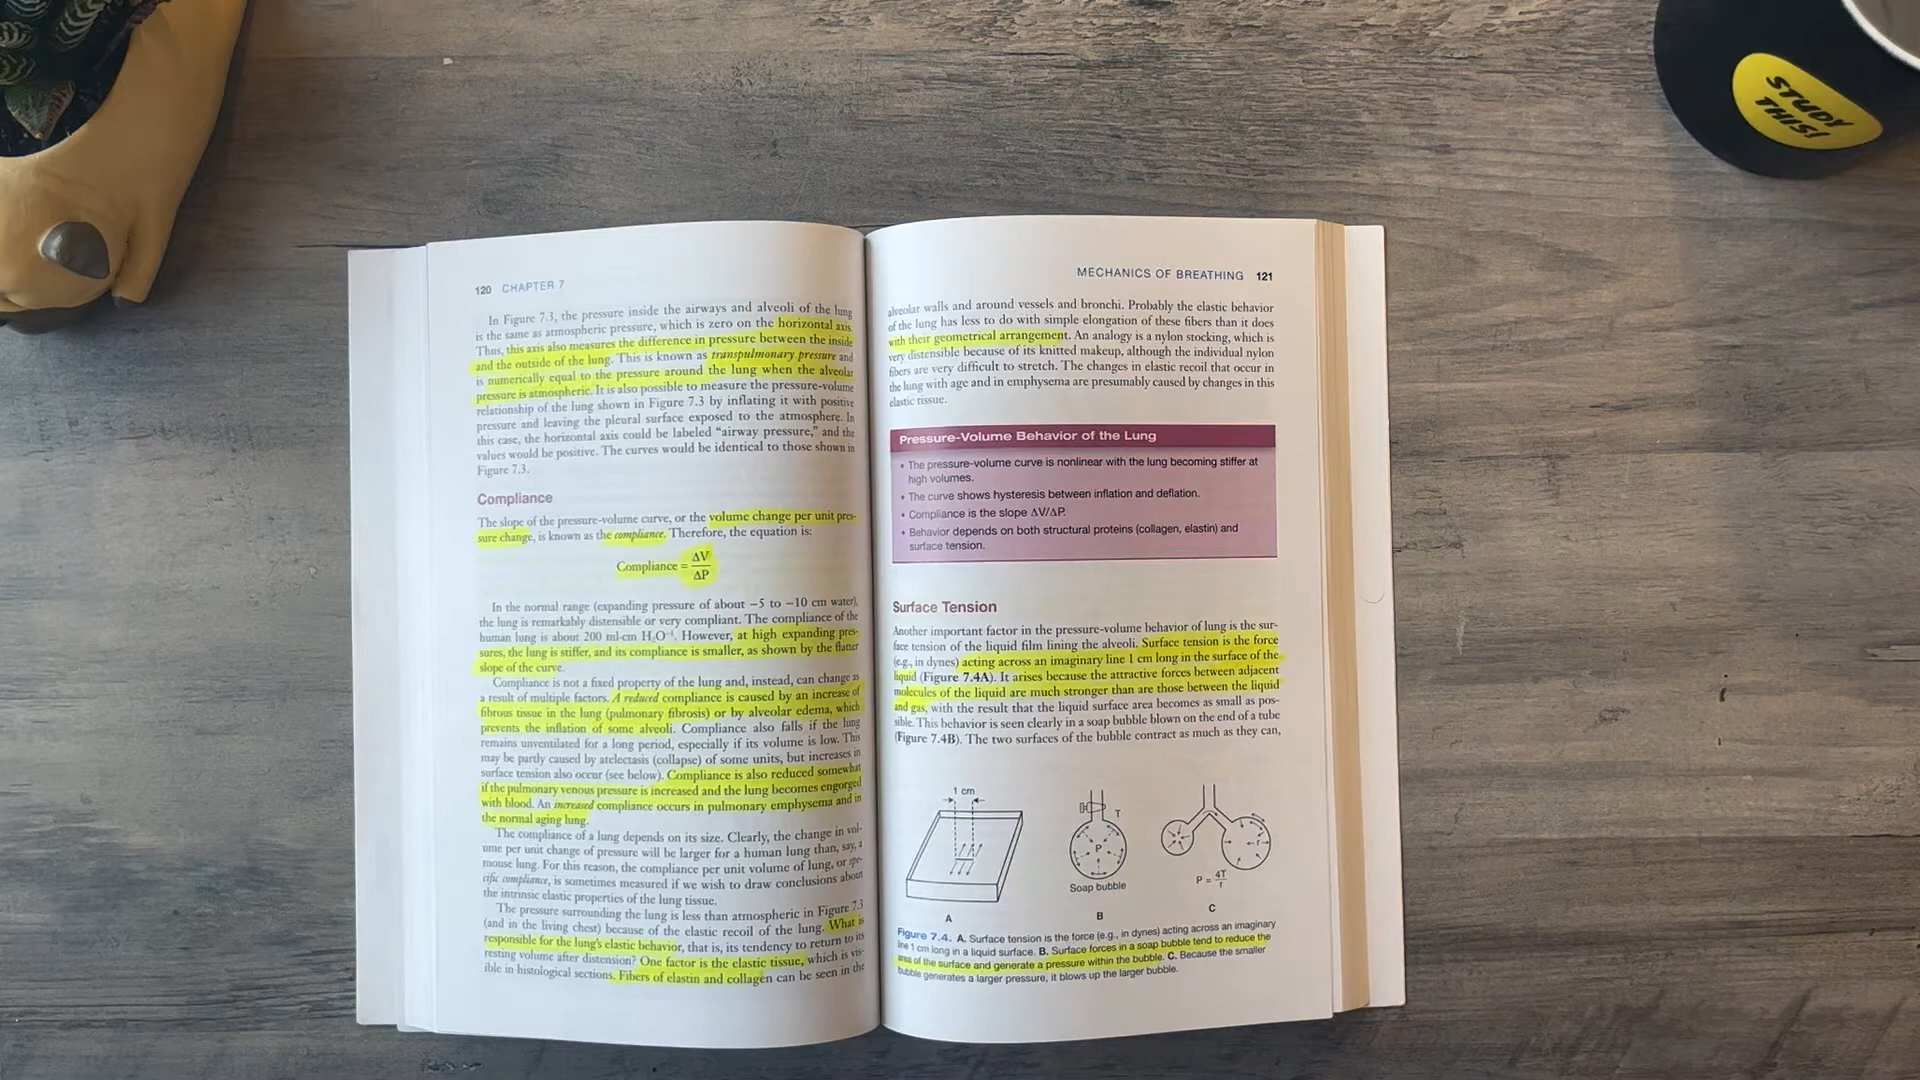 STUDY
THIS!
120 CHAPTER 7
In Figure 7.3, the pressure inside the airways and alveoli of the lung
is the same as atmospheric pressure, which is zero on the horizontal axis.
Thus, this axis also measures the difference in pressure between the inside
and the outside of the lung. This is known as transpulmonary pressure and
is numerically equal to the pressure around the lung when the alveolar
pressure is atmospheric. It is also possible to measure the pressure-volume
relationship of the lung shown in Figure 7.3 by inflating it with positive
pressure and leaving the pleural surface exposed to the atmosphere. In
this case, the horizontal axis could be labeled “airway pressure,” and the
values would be positive. The curves would be identical to those shown in
Figure 7.3.
Compliance
The slope of the pressure-volume curve, or the volume change per unit pres-
sure change, is known as the compliance. Therefore, the equation is:
Compliance = ΔV/ΔP
In the normal range (expanding pressure of about −5 to −10 cm water),
the lung is remarkably distensible or very compliant. The compliance of the
human lung is about 200 ml·cm H₂O⁻¹. However, at high expanding pres-
sures, the lung is stiffer, and its compliance is smaller, as shown by the flatter
slope of the curve.
Compliance is not a fixed property of the lung and, instead, can change as
a result of multiple factors. A reduced compliance is caused by an increase of
fibrous tissue in the lung (pulmonary fibrosis) or by alveolar edema, which
prevents the inflation of some alveoli. Compliance also falls if the lung
remains unventilated for a long period, especially if its volume is low. This
may be partly caused by atelectasis (collapse) of some units, but increases in
surface tension also occur (see below). Compliance is also reduced somewhat
if the pulmonary venous pressure is increased and the lung becomes engorged
with blood. An increased compliance occurs in pulmonary emphysema and in
the normal aging lung.
The compliance of a lung depends on its size. Clearly, the change in vol-
ume per unit change of pressure will be larger for a human lung than, say, a
mouse lung. For this reason, the compliance per unit volume of lung, or spe-
cific compliance, is sometimes measured if we wish to draw conclusions about
the intrinsic elastic properties of the lung tissue.
The pressure surrounding the lung is less than atmospheric in Figure 7.3
(and in the living chest) because of the elastic recoil of the lung. What is
responsible for the lung's elastic behavior, that is, its tendency to return to its
resting volume after distension? One factor is the elastic tissue, which is vis-
ible in histological sections. Fibers of elastin and collagen can be seen in the
MECHANICS OF BREATHING 121
alveolar walls and around vessels and bronchi. Probably the elastic behavior
of the lung has less to do with simple elongation of these fibers than it does
with their geometrical arrangement. An analogy is a nylon stocking, which is
very distensible because of its knitted makeup, although the individual nylon
fibers are very difficult to stretch. The changes in elastic recoil that occur in
the lung with age and in emphysema are presumably caused by changes in this
elastic tissue.
Pressure-Volume Behavior of the Lung
• The pressure-volume curve is nonlinear with the lung becoming stiffer at
high volumes.
• The curve shows hysteresis between inflation and deflation.
• Compliance is the slope ΔV/ΔP.
• Behavior depends on both structural proteins (collagen, elastin) and
surface tension.
Surface Tension
Another important factor in the pressure-volume behavior of lung is the sur-
face tension of the liquid film lining the alveoli. Surface tension is the force
(e.g., in dynes) acting across an imaginary line 1 cm long in the surface of the
liquid (Figure 7.4A). It arises because the attractive forces between adjacent
molecules of the liquid are much stronger than are those between the liquid
and gas, with the result that the liquid surface area becomes as small as pos-
sible. This behavior is seen clearly in a soap bubble blown on the end of a tube
(Figure 7.4B). The two surfaces of the bubble contract as much as they can,
1 cm
T
P
Soap bubble
r
P = 4T/r
A
B
C
Figure 7.4. A. Surface tension is the force (e.g., in dynes) acting across an imaginary
line 1 cm long in a liquid surface. B. Surface forces in a soap bubble tend to reduce the
area of the surface and generate a pressure within the bubble. C. Because the smaller
bubble generates a larger pressure, it blows up the larger bubble.